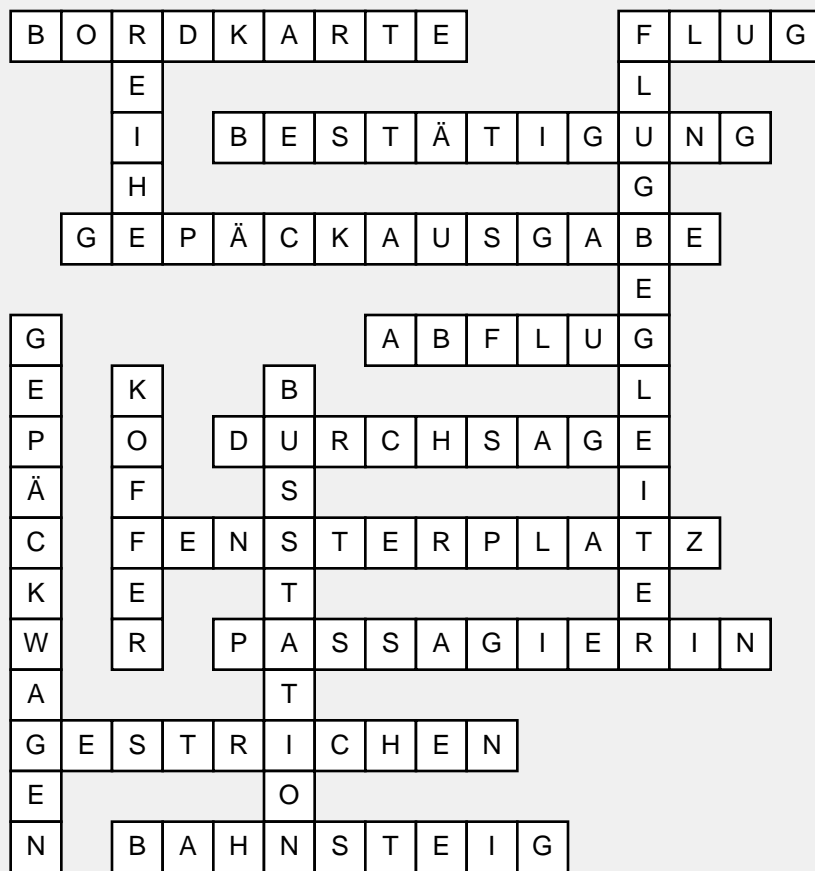 BORDKARTE FLUG
E L
I BESTÄTIGUNG
H G
GEPÄCKAUSGABE
E
G ABFLUG
E K B L
P O DURCHSAGE
Ä F S I
C FENSTERPLATZ
K E T E
W R PASSAGIERIN
A T
GESTRICHEN
E O
N BAHNSTEIG